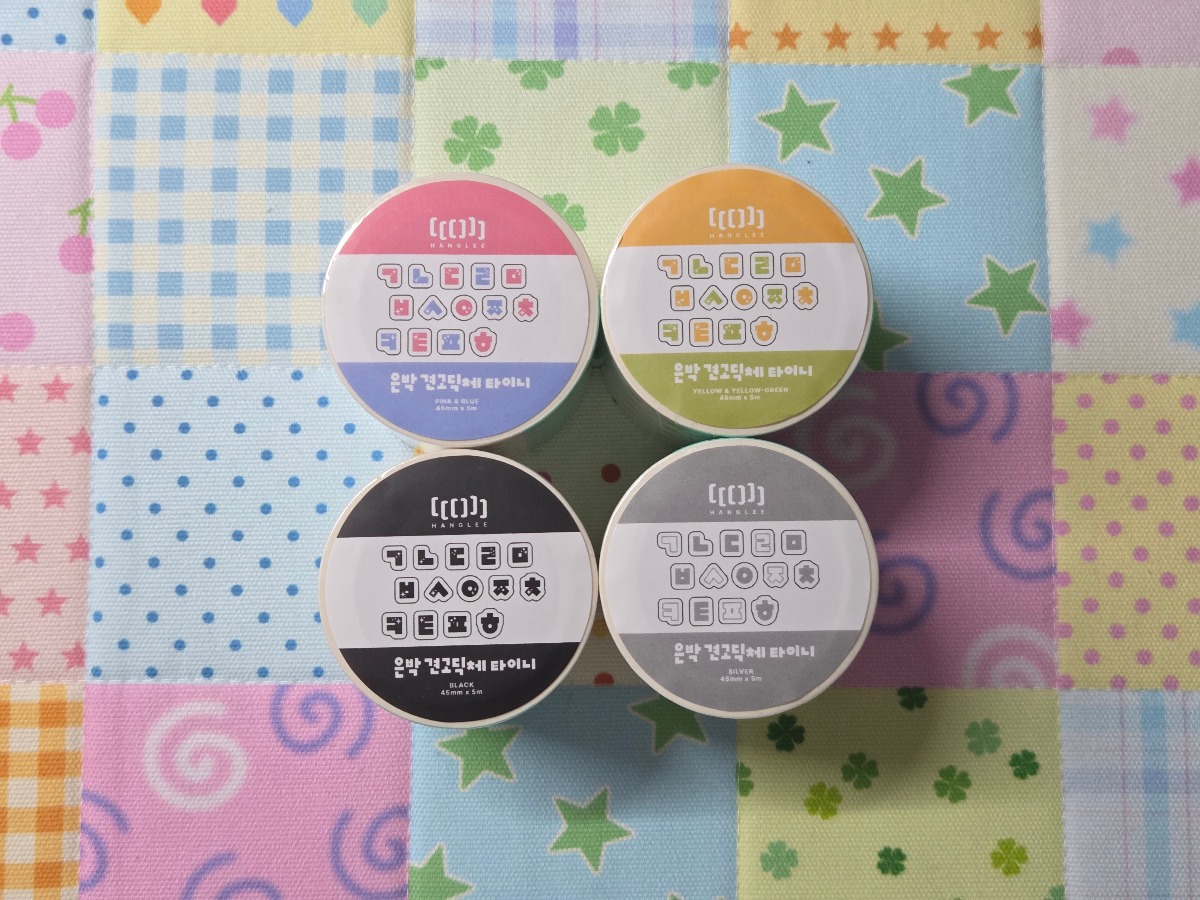 HANGLEE
ㄱㄴㄷㄹㅁ
ㅂㅅㅇㅈㅊ
ㅋㅌㅍㅎ
은박 견고딕체 타이니
PINK & BLUE
45mm x 5m
HANGLEE
ㄱㄴㄷㄹㅁ
ㅂㅅㅇㅈㅊ
ㅋㅌㅍㅎ
은박 견고딕체 타이니
YELLOW & YELLOW-GREEN
45mm x 5m
HANGLEE
ㄱㄴㄷㄹㅁ
ㅂㅅㅇㅈㅊ
ㅋㅌㅍㅎ
은박 견고딕체 타이니
BLACK
45mm x 5m
HANGLEE
ㄱㄴㄷㄹㅁ
ㅂㅅㅇㅈㅊ
ㅋㅌㅍㅎ
은박 견고딕체 타이니
SILVER
45mm x 5m